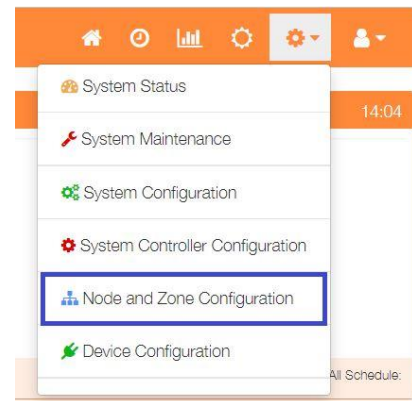 System Status
14:04
System Maintenance
System Configuration
System Controller Configuration
Node and Zone Configuration
Device Configuration
All Schedule: